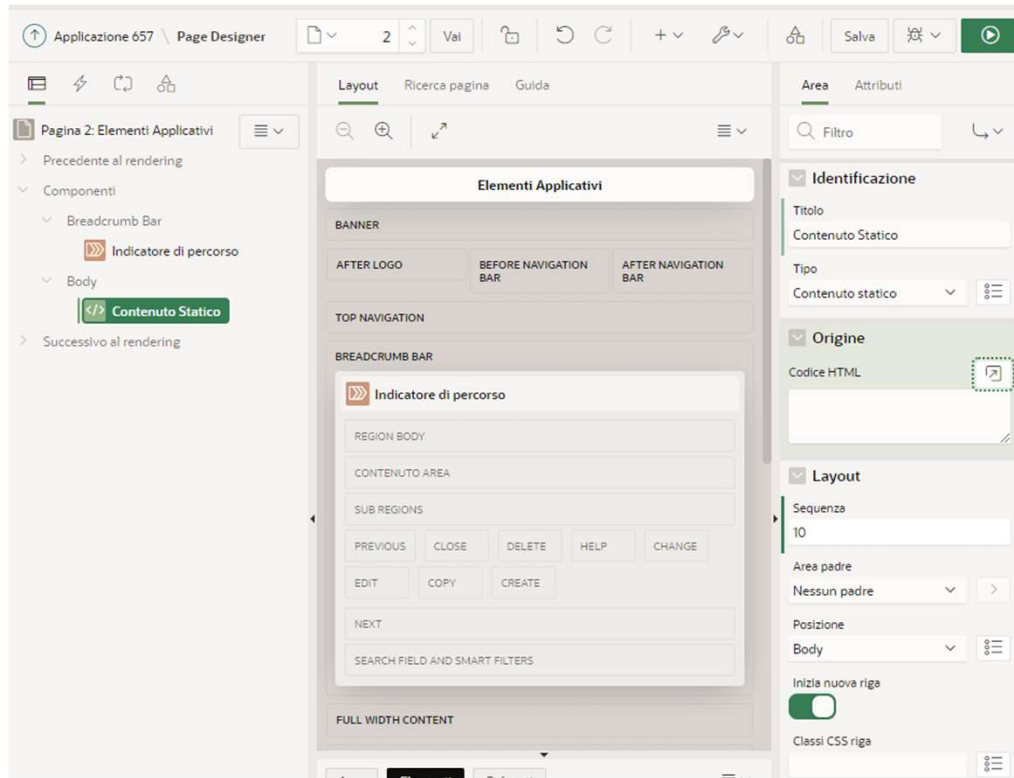 Applicazione 657 \ Page Designer
2
Vai
Salva
Pagina 2: Elementi Applicativi
Precedente al rendering
Componenti
Breadcrumb Bar
Indicatore di percorso
Body
Contenuto Statico
Successivo al rendering
Layout Ricerca pagina Guida
Elementi Applicativi
BANNER
AFTER LOGO
BEFORE NAVIGATION
BAR
AFTER NAVIGATION
BAR
TOP NAVIGATION
BREADCRUMB BAR
Indicatore di percorso
REGION BODY
CONTENUTO AREA
SUB REGIONS
PREVIOUS CLOSE DELETE HELP CHANGE
EDIT COPY CREATE
NEXT
SEARCH FIELD AND SMART FILTERS
FULL WIDTH CONTENT
Area Attributi
Filtro
Identificazione
Titolo
Contenuto Statico
Tipo
Contenuto statico
Origine
Codice HTML
Layout
Sequenza
10
Area padre
Nessun padre
Posizione
Body
Inizia nuova riga
Classi CSS riga